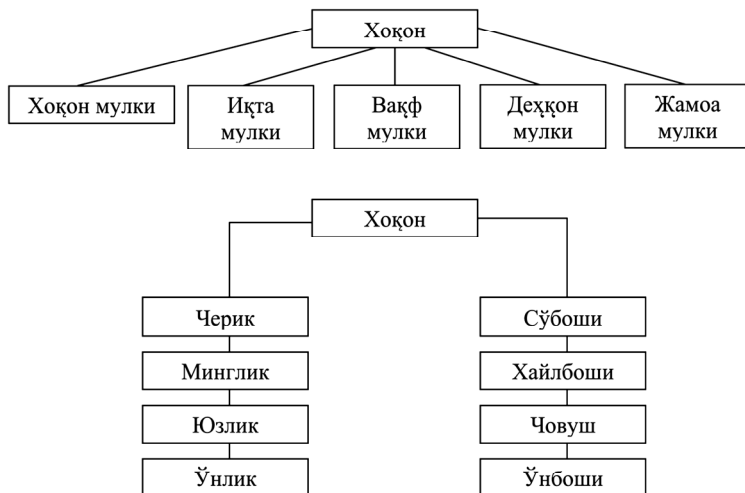 Хоқон
Хоқон мулки
Иқта
мулки
Вақф
мулки
Деҳқон
мулки
Жамоа
мулки
Хоқон
Черик
Сўбоши
Минглик
Хайлбоши
Юзлик
Човуш
Ўнлик
Ўнбоши